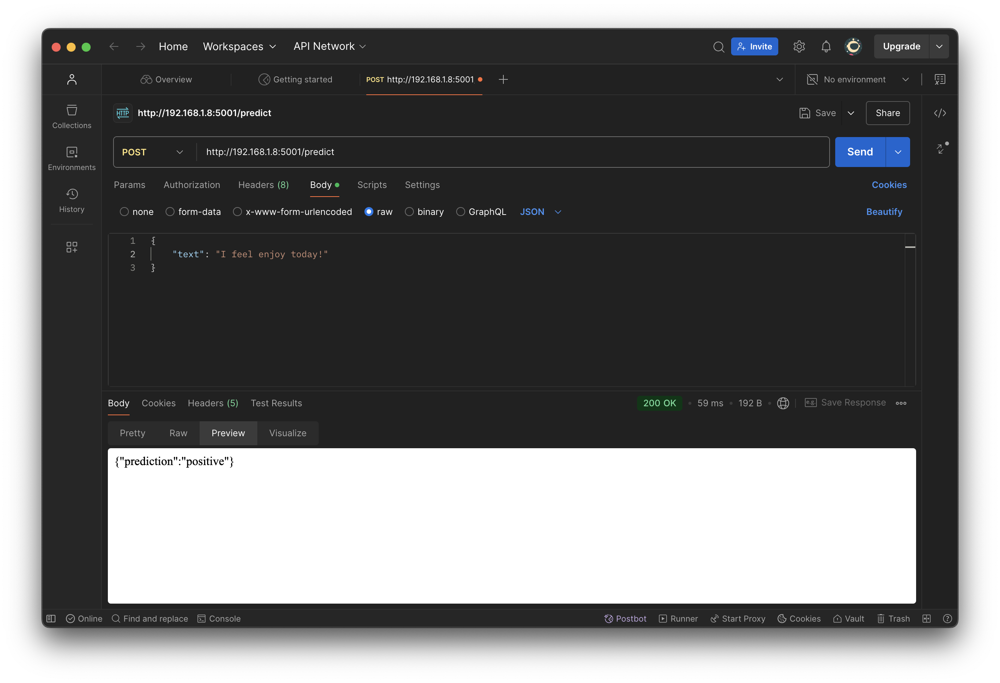 Home Workspaces API Network Invite Upgrade
Overview Getting started POST http://192.168.1.8:5001 No environment
HTTP http://192.168.1.8:5001/predict Save Share
Collections
POST http://192.168.1.8:5001/predict Send
Environments
Params Authorization Headers (8) Body Scripts Settings Cookies
History
none form-data x-www-form-urlencoded raw binary GraphQL JSON Beautify
1 {
2 "text": "I feel enjoy today!"
3 }
Body Cookies Headers (5) Test Results 200 OK • 59 ms • 192 B • e.g. Save Response
Pretty Raw Preview Visualize
{"prediction":"positive"}
Online Find and replace Console Postbot Runner Start Proxy Cookies Vault Trash